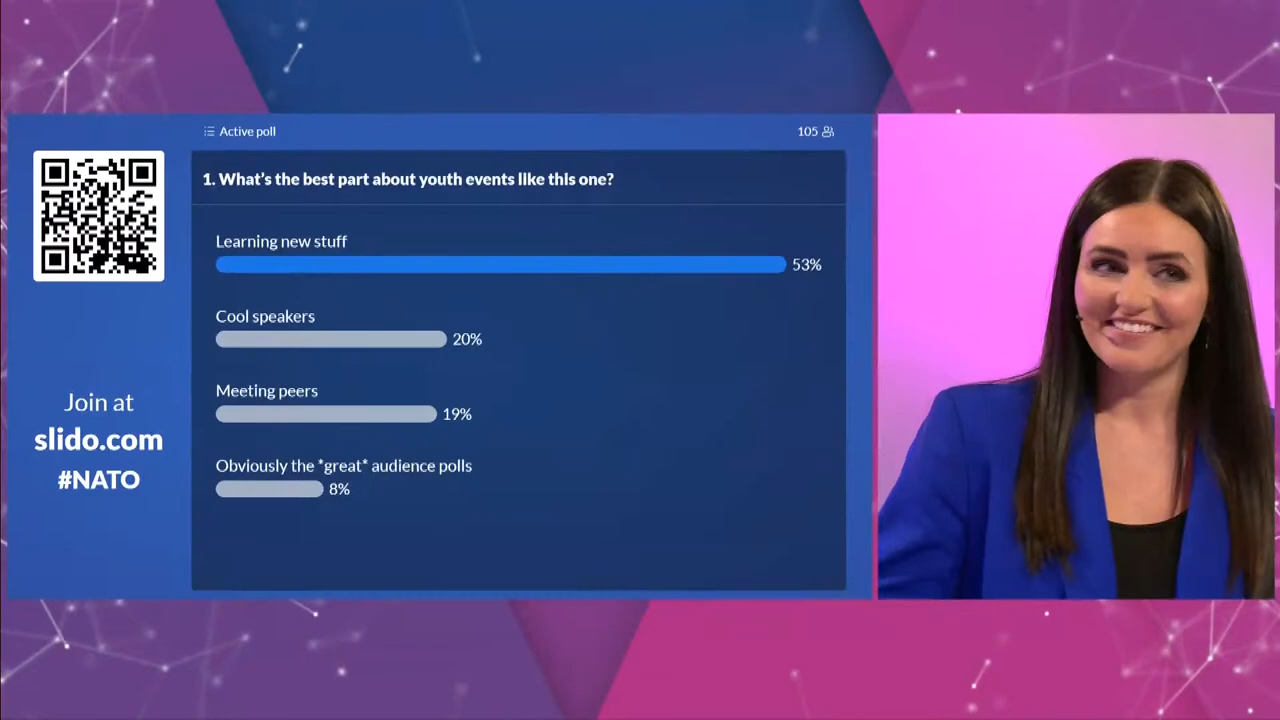 Active poll
105
1. What's the best part about youth events like this one?
Learning new stuff
53%
Cool speakers
20%
Meeting peers
19%
Obviously the *great* audience polls
8%
Join at
slido.com
#NATO